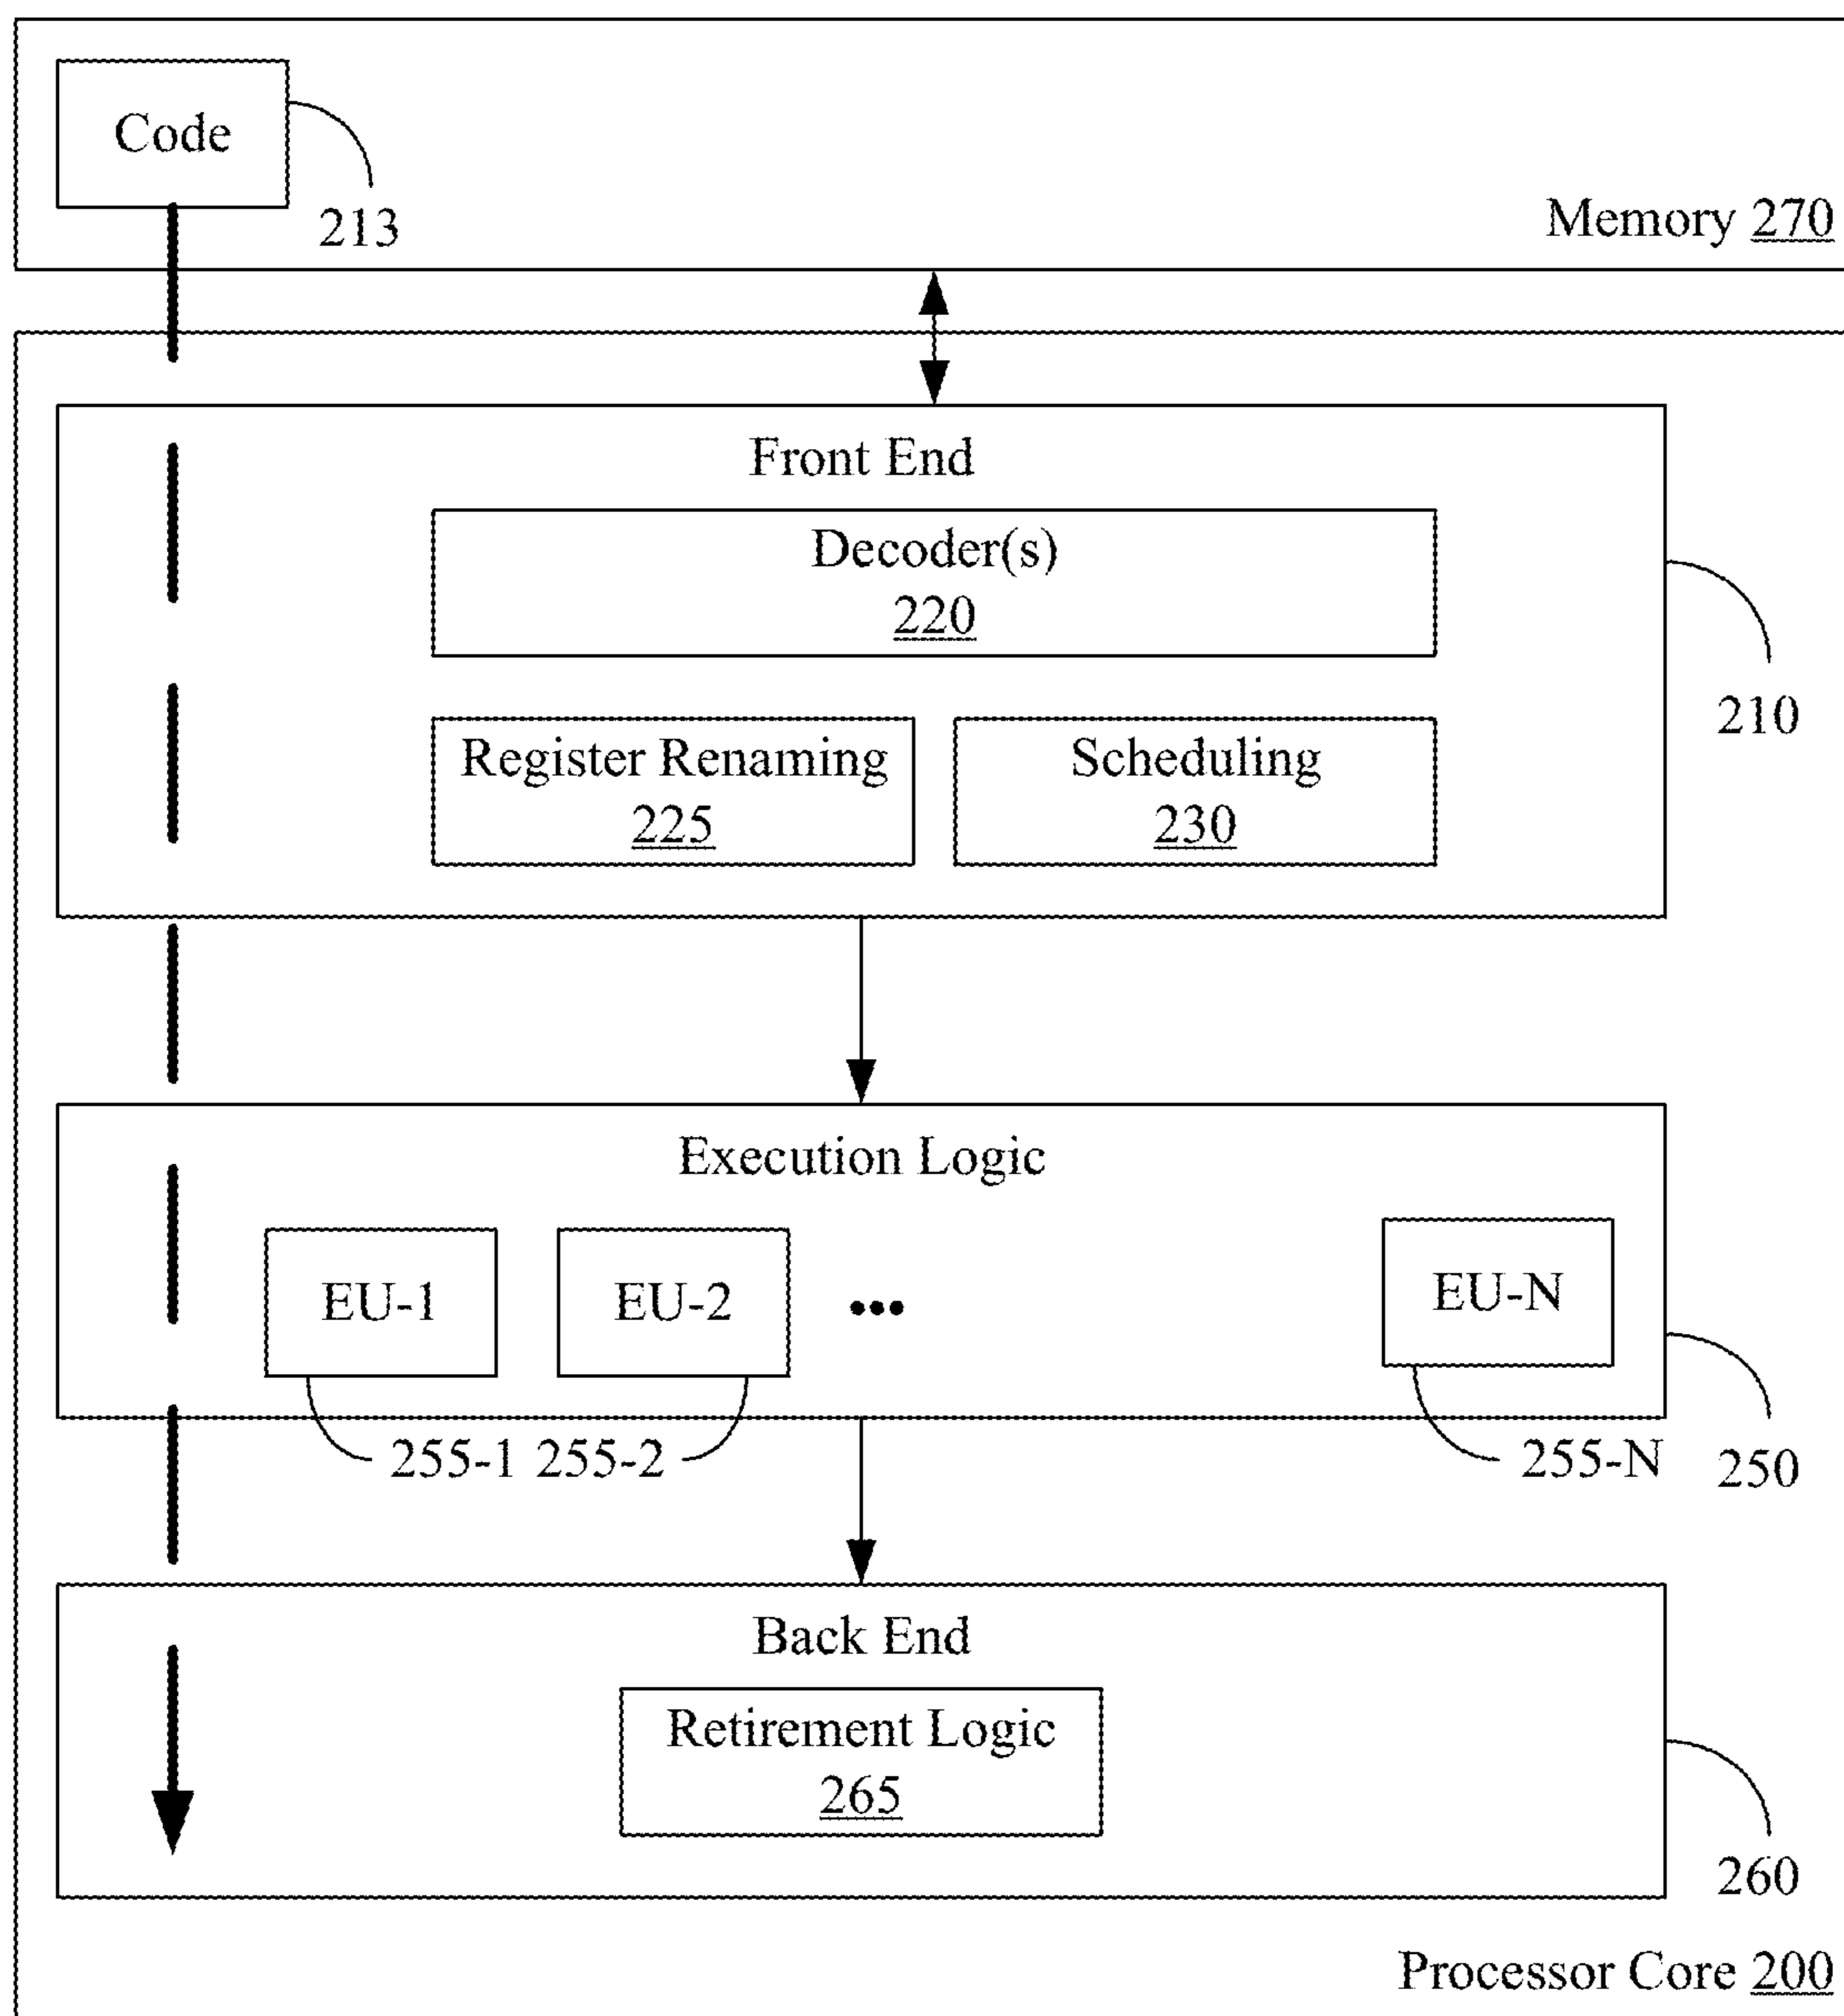 Code
213
Memory 270
Front End
Decoder(s)
220
210
Register Renaming
225
Scheduling
230
Execution Logic
EU-1
EU-2
•••
EU-N
255-1 255-2
255-N
250
Back End
Retirement Logic
265
260
Processor Core 200